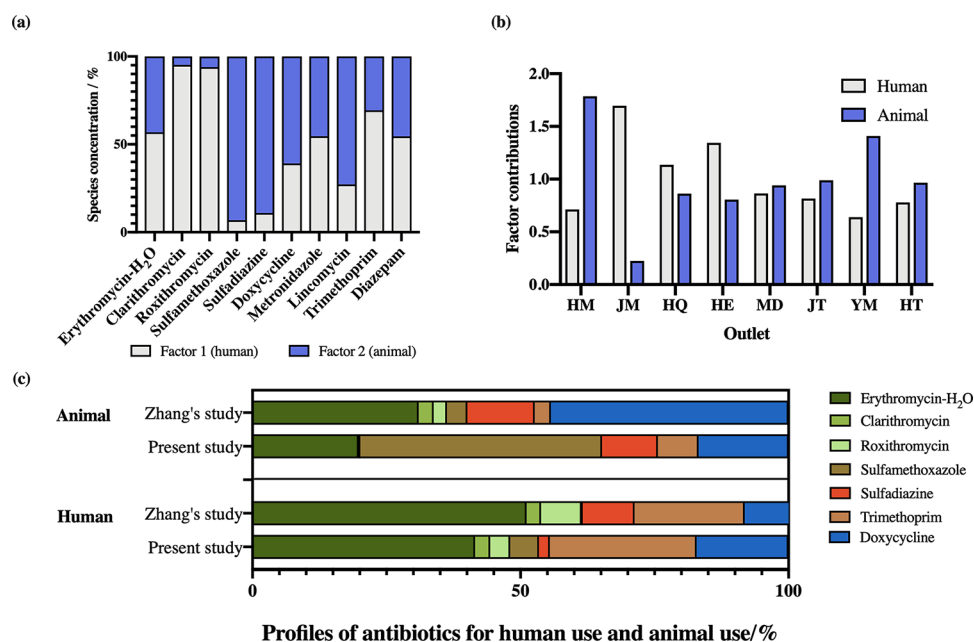 (a)
Species concentration / %
100
50
0
Erythromycin-H₂O
Clarithromycin
Roxithromycin
Sulfamethoxazole
Sulfadiazine
Doxycycline
Metronidazole
Lincomycin
Trimethoprim
Diazepam
Factor 1 (human)
Factor 2 (animal)
(b)
Factor contributions
2.0
1.5
1.0
0.5
0.0
Human
Animal
HM JM HQ HE MD JT YM HT
Outlet
(c)
Animal
Zhang's study
Present study
Human
Zhang's study
Present study
0 50 100
Profiles of antibiotics for human use and animal use/%
Erythromycin-H₂O
Clarithromycin
Roxithromycin
Sulfamethoxazole
Sulfadiazine
Trimethoprim
Doxycycline